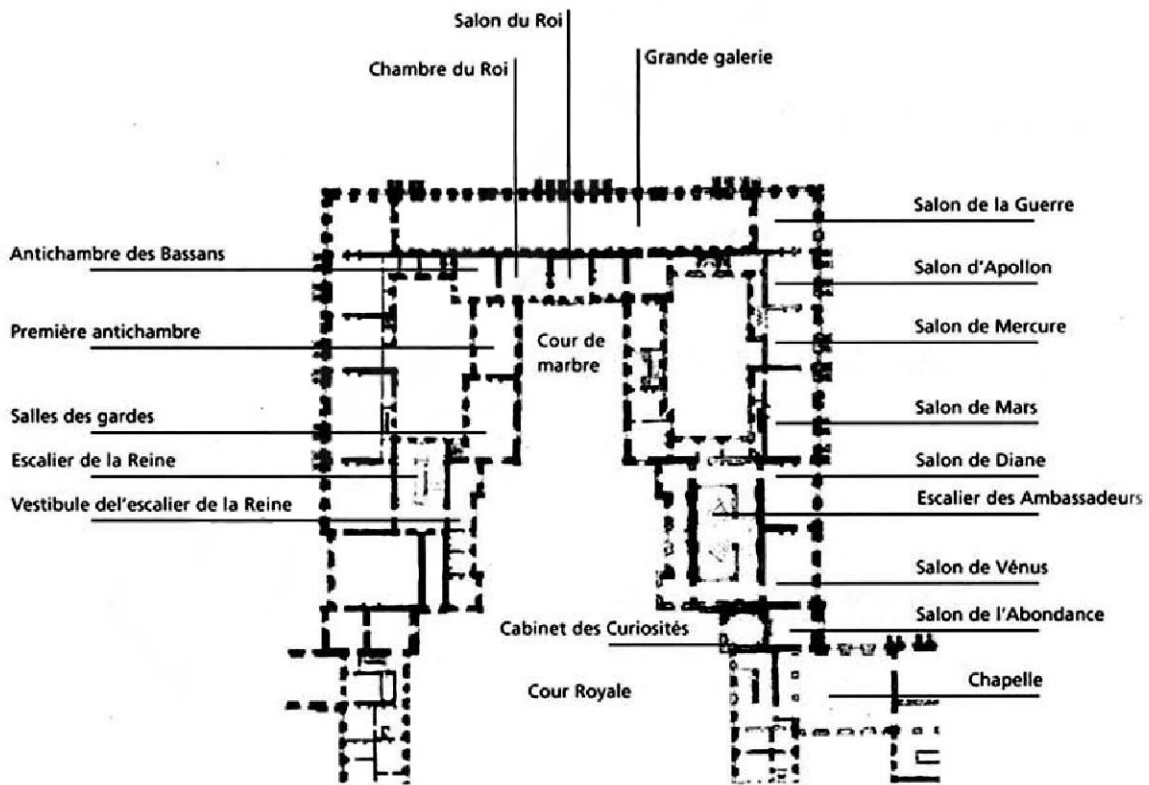 Salon du Roi
Chambre du Roi
Grande galerie
Salon de la Guerre
Antichambre des Bassans
Salon d'Apollon
Première antichambre
Salon de Mercure
Cour de
marbre
Salles des gardes
Salon de Mars
Escalier de la Reine
Salon de Diane
Vestibule del'escalier de la Reine
Escalier des Ambassadeurs
Salon de Vénus
Salon de l'Abondance
Cabinet des Curiosités
Chapelle
Cour Royale